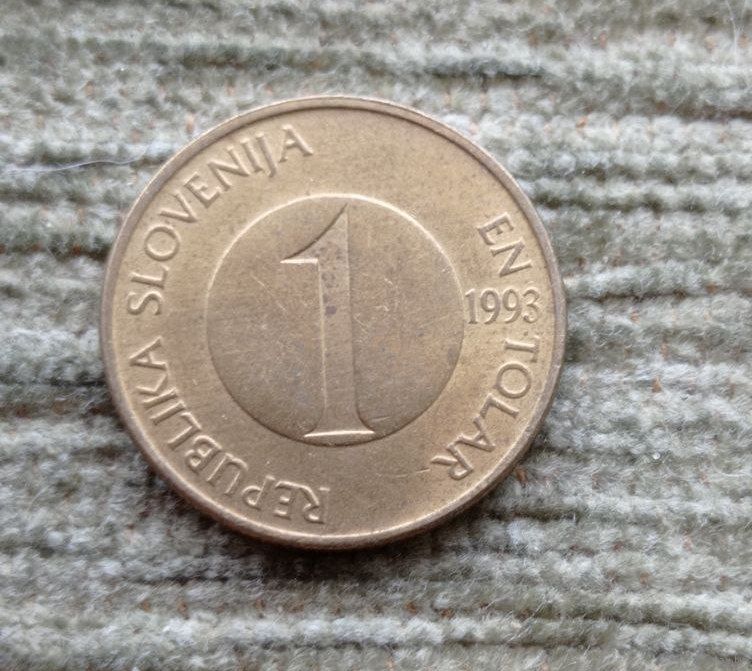 REPUBLIKA SLOVENIJA
1
EN TOLAR
1993